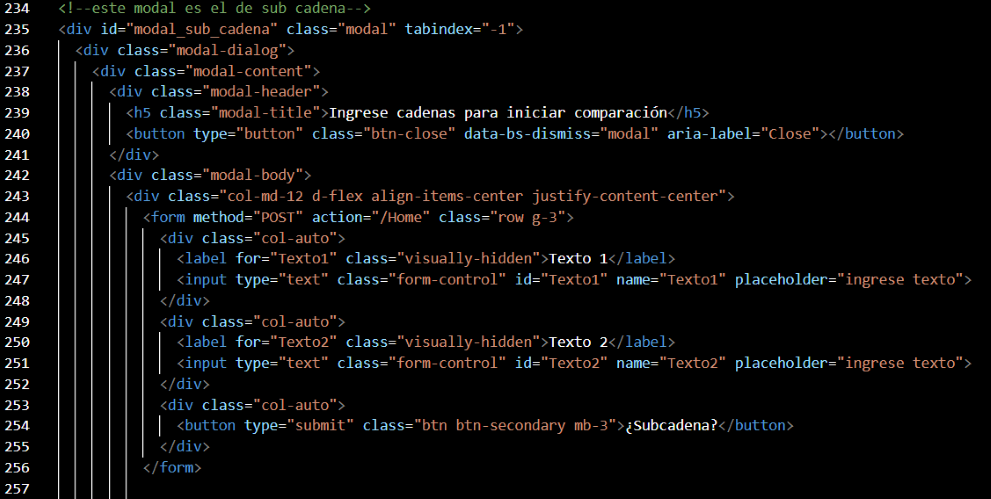 234 <!--este modal es el de sub cadena-->
235 <div id="modal_sub_cadena" class="modal" tabindex="-1">
236 <div class="modal-dialog">
237 <div class="modal-content">
238 <div class="modal-header">
239 <h5 class="modal-title">Ingrese cadenas para iniciar comparación</h5>
240 <button type="button" class="btn-close" data-bs-dismiss="modal" aria-label="Close"></button>
241 </div>
242 <div class="modal-body">
243 <div class="col-md-12 d-flex align-items-center justify-content-center">
244 <form method="POST" action="/Home" class="row g-3">
245 <div class="col-auto">
246 <label for="Texto1" class="visually-hidden">Texto 1</label>
247 <input type="text" class="form-control" id="Texto1" name="Texto1" placeholder="ingrese texto">
248 </div>
249 <div class="col-auto">
250 <label for="Texto2" class="visually-hidden">Texto 2</label>
251 <input type="text" class="form-control" id="Texto2" name="Texto2" placeholder="ingrese texto">
252 </div>
253 <div class="col-auto">
254 <button type="submit" class="btn btn-secondary mb-3">¿Subcadena?</button>
255 </div>
256 </form>
257